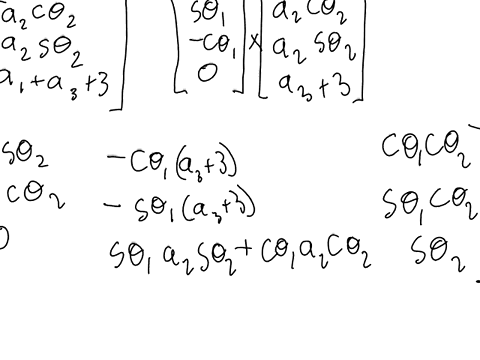 a₂cθ₂ sθ₁ a₂cθ₂
a₂sθ₂ -cθ₁ × a₂sθ₂
a₁+a₃+3 0 a₃+3
sθ₂ -cθ₁(a₃+3) cθ₁cθ₂
cθ₂ -sθ₁(a₃+3) sθ₁cθ₂
0 sθ₁a₂sθ₂+cθ₁a₂cθ₂ sθ₂